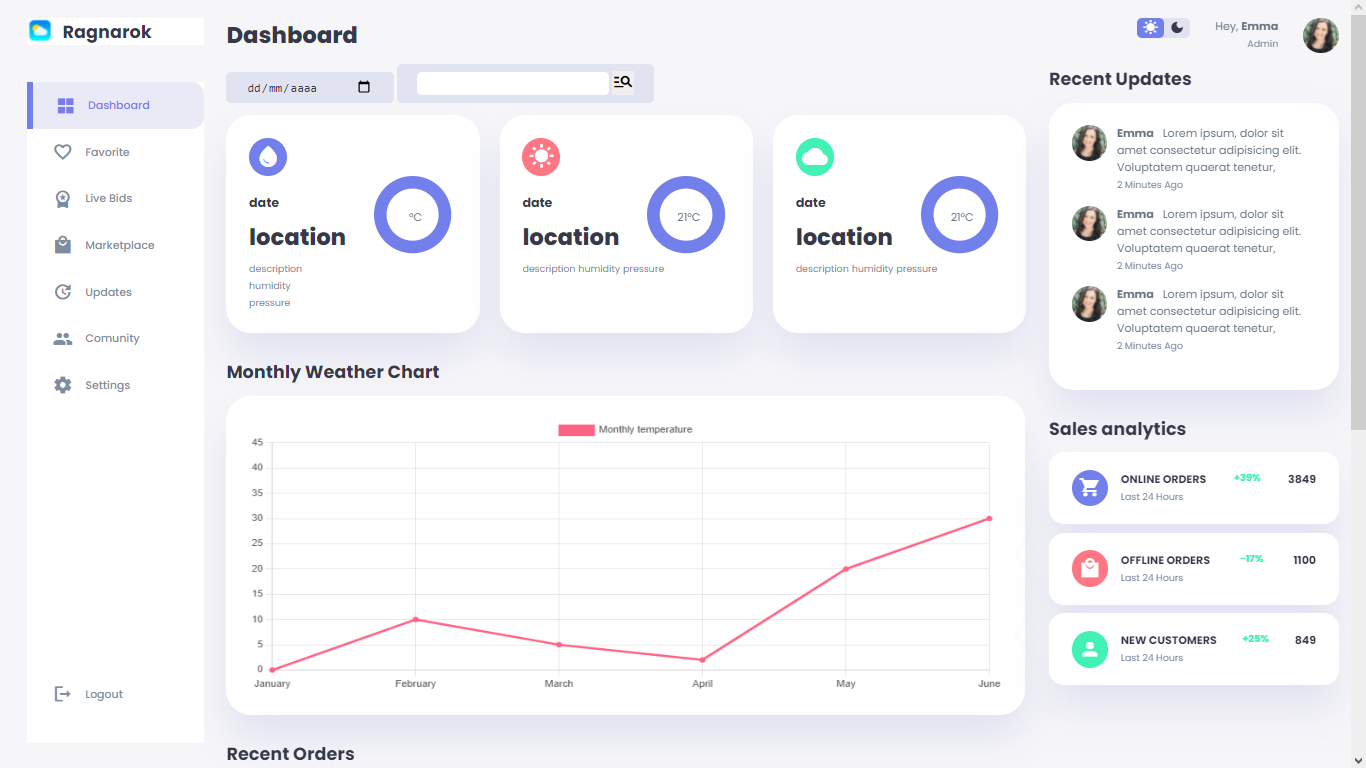 Ragnarok
Dashboard
Favorite
Live Bids
Marketplace
Updates
Comunity
Settings
Logout
Dashboard
dd/mm/aaaa
date
location
description
humidity
pressure
°C
date
location
description humidity pressure
21°C
date
location
description humidity pressure
21°C
Monthly Weather Chart
Monthly temperature
45
40
35
30
25
20
15
10
5
0
January February March April May June
Recent Orders
Hey, Emma
Admin
Recent Updates
Emma Lorem ipsum, dolor sit
amet consectetur adipisicing elit.
Voluptatem quaerat tenetur,
2 Minutes Ago
Emma Lorem ipsum, dolor sit
amet consectetur adipisicing elit.
Voluptatem quaerat tenetur,
2 Minutes Ago
Emma Lorem ipsum, dolor sit
amet consectetur adipisicing elit.
Voluptatem quaerat tenetur,
2 Minutes Ago
Sales analytics
ONLINE ORDERS +39% 3849
Last 24 Hours
OFFLINE ORDERS -17% 1100
Last 24 Hours
NEW CUSTOMERS +25% 849
Last 24 Hours